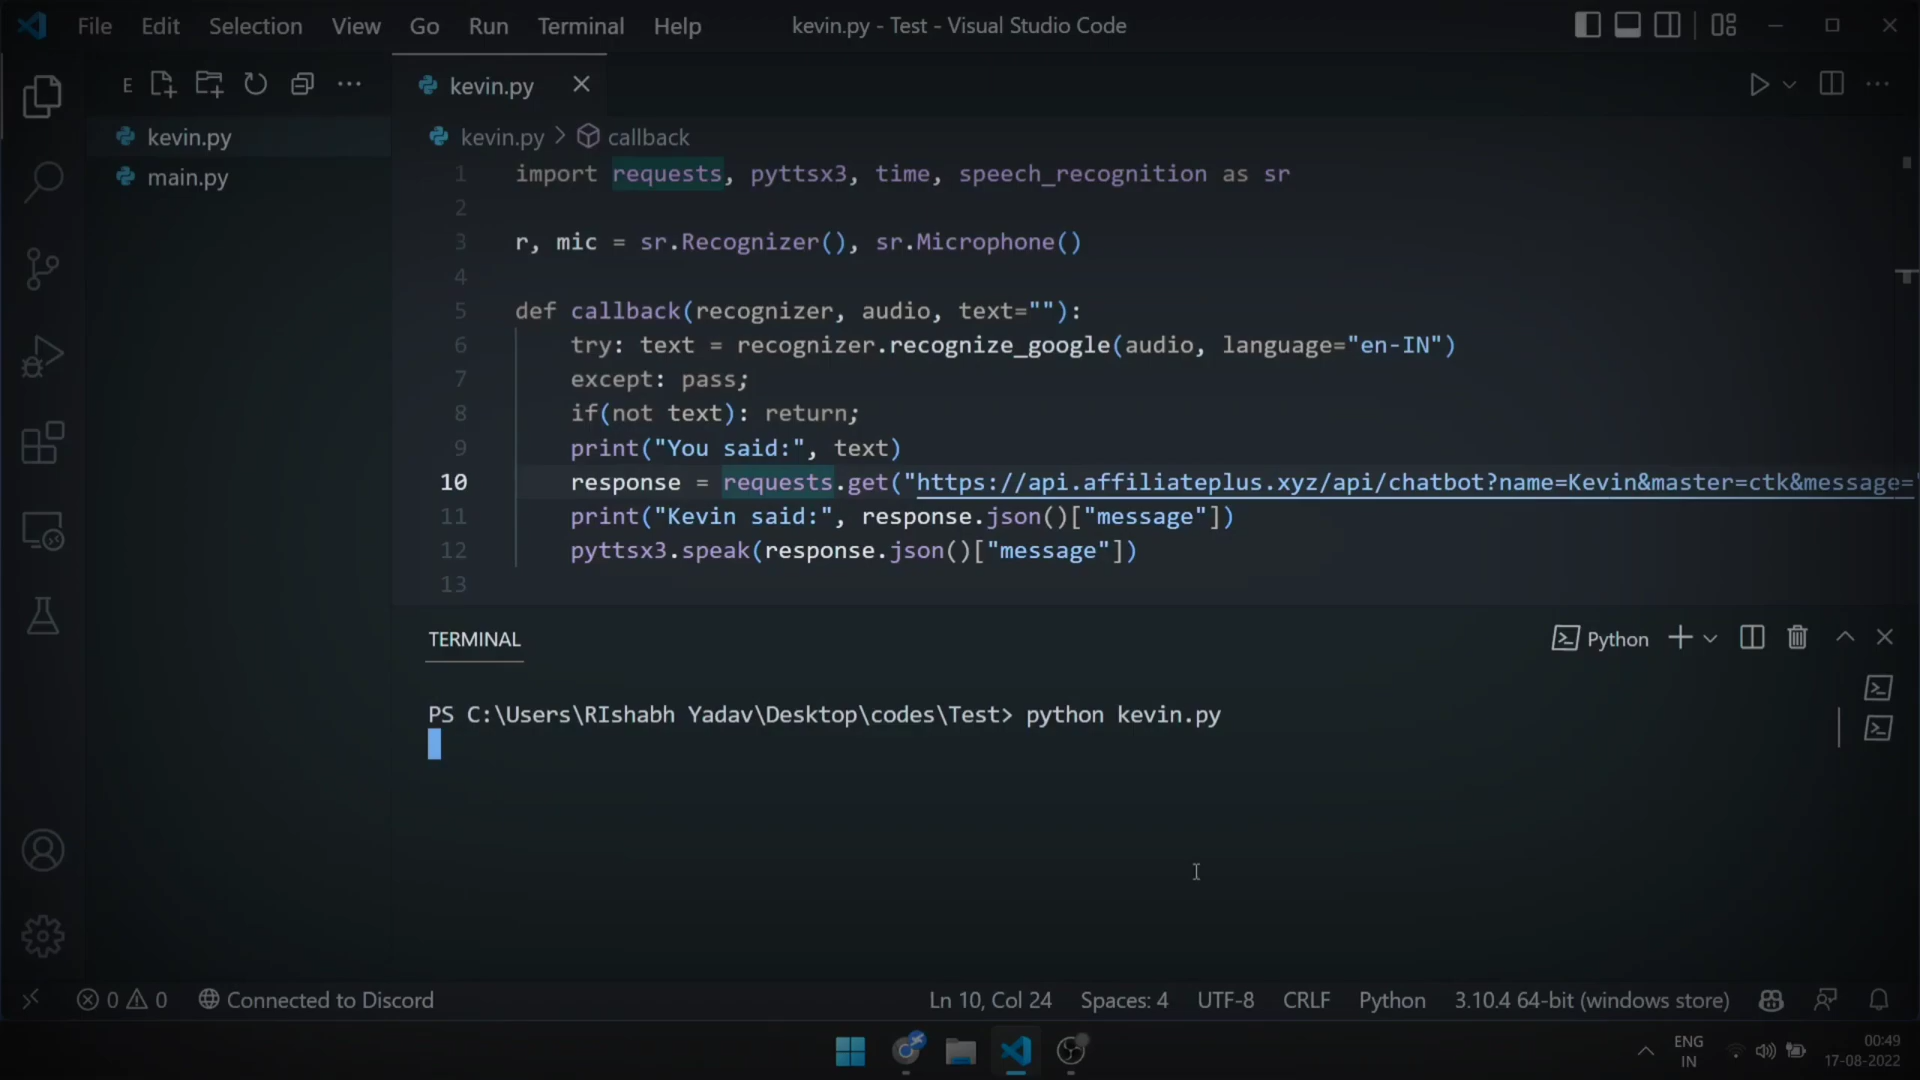 File Edit Selection View Go Run Terminal Help kevin.py - Test - Visual Studio Code
E
kevin.py
main.py
kevin.py
kevin.py > callback
1 import requests, pyttsx3, time, speech_recognition as sr
2
3 r, mic = sr.Recognizer(), sr.Microphone()
4
5 def callback(recognizer, audio, text=""):
6 try: text = recognizer.recognize_google(audio, language="en-IN")
7 except: pass;
8 if(not text): return;
9 print("You said:", text)
10 response = requests.get("https://api.affiliateplus.xyz/api/chatbot?name=Kevin&master=ctk&message="
11 print("Kevin said:", response.json()["message"])
12 pyttsx3.speak(response.json()["message"])
13
TERMINAL Python
PS C:\Users\RIshabh Yadav\Desktop\codes\Test> python kevin.py
0 0 Connected to Discord Ln 10, Col 24 Spaces: 4 UTF-8 CRLF Python 3.10.4 64-bit (windows store)
ENG
IN
00:49
17-08-2022